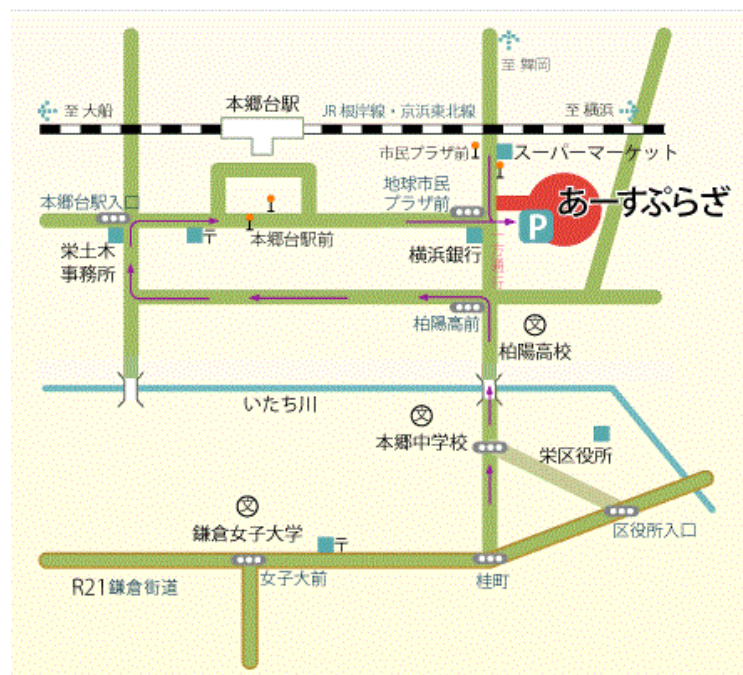 至 舞岡
至 大船
本郷台駅
JR 根岸線・京浜東北線
至 横浜
市民プラザ前
スーパーマーケット
本郷台駅入口
地球市民
プラザ前
あーすぷらざ
P
栄土木
事務所
〒
本郷台駅前
横浜銀行
一方通行
柏陽高前
文
柏陽高校
いたち川
文
本郷中学校
栄区役所
文
鎌倉女子大学
〒
区役所入口
R21鎌倉街道
女子大前
桂町